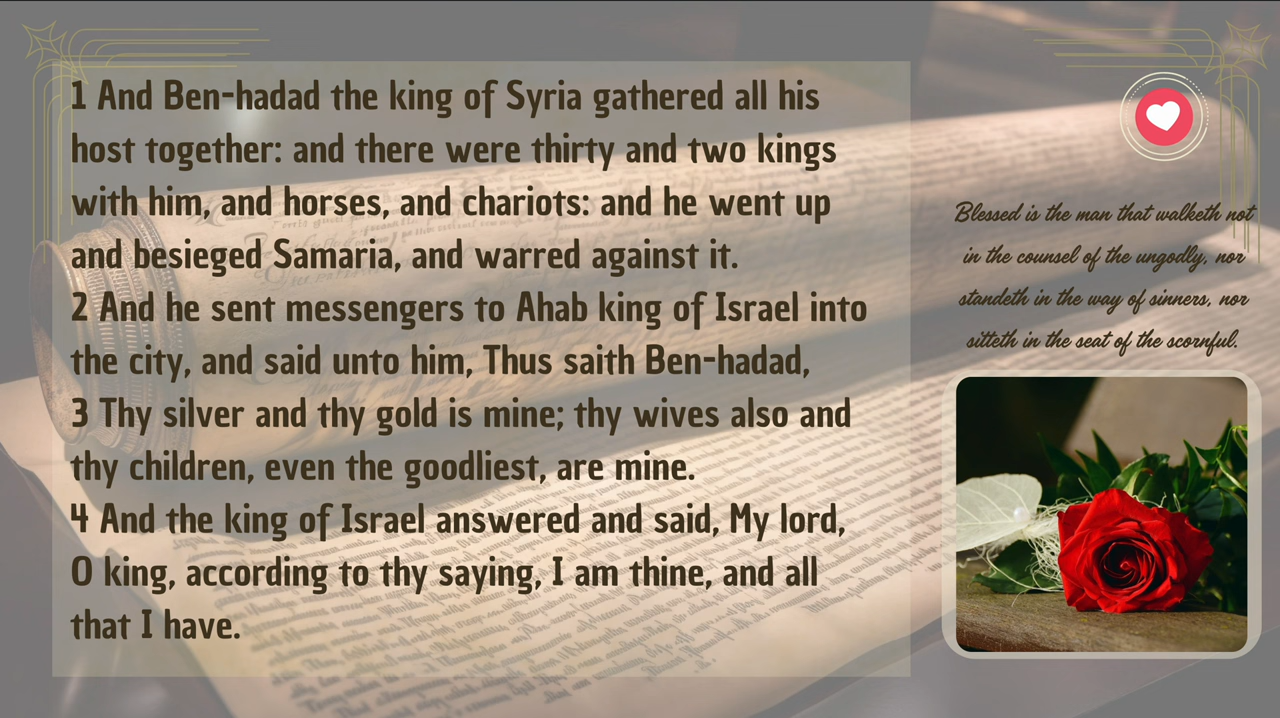 1 And Ben-hadad the king of Syria gathered all his
host together: and there were thirty and two kings
with him, and horses, and chariots: and he went up
and besieged Samaria, and warred against it.
2 And he sent messengers to Ahab king of Israel into
the city, and said unto him, Thus saith Ben-hadad,
3 Thy silver and thy gold is mine; thy wives also and
thy children, even the goodliest, are mine.
4 And the king of Israel answered and said, My lord,
O king, according to thy saying, I am thine, and all
that I have.
Blessed is the man that walketh not
in the counsel of the ungodly, nor
standeth in the way of sinners, nor
sitteth in the seat of the scornful.